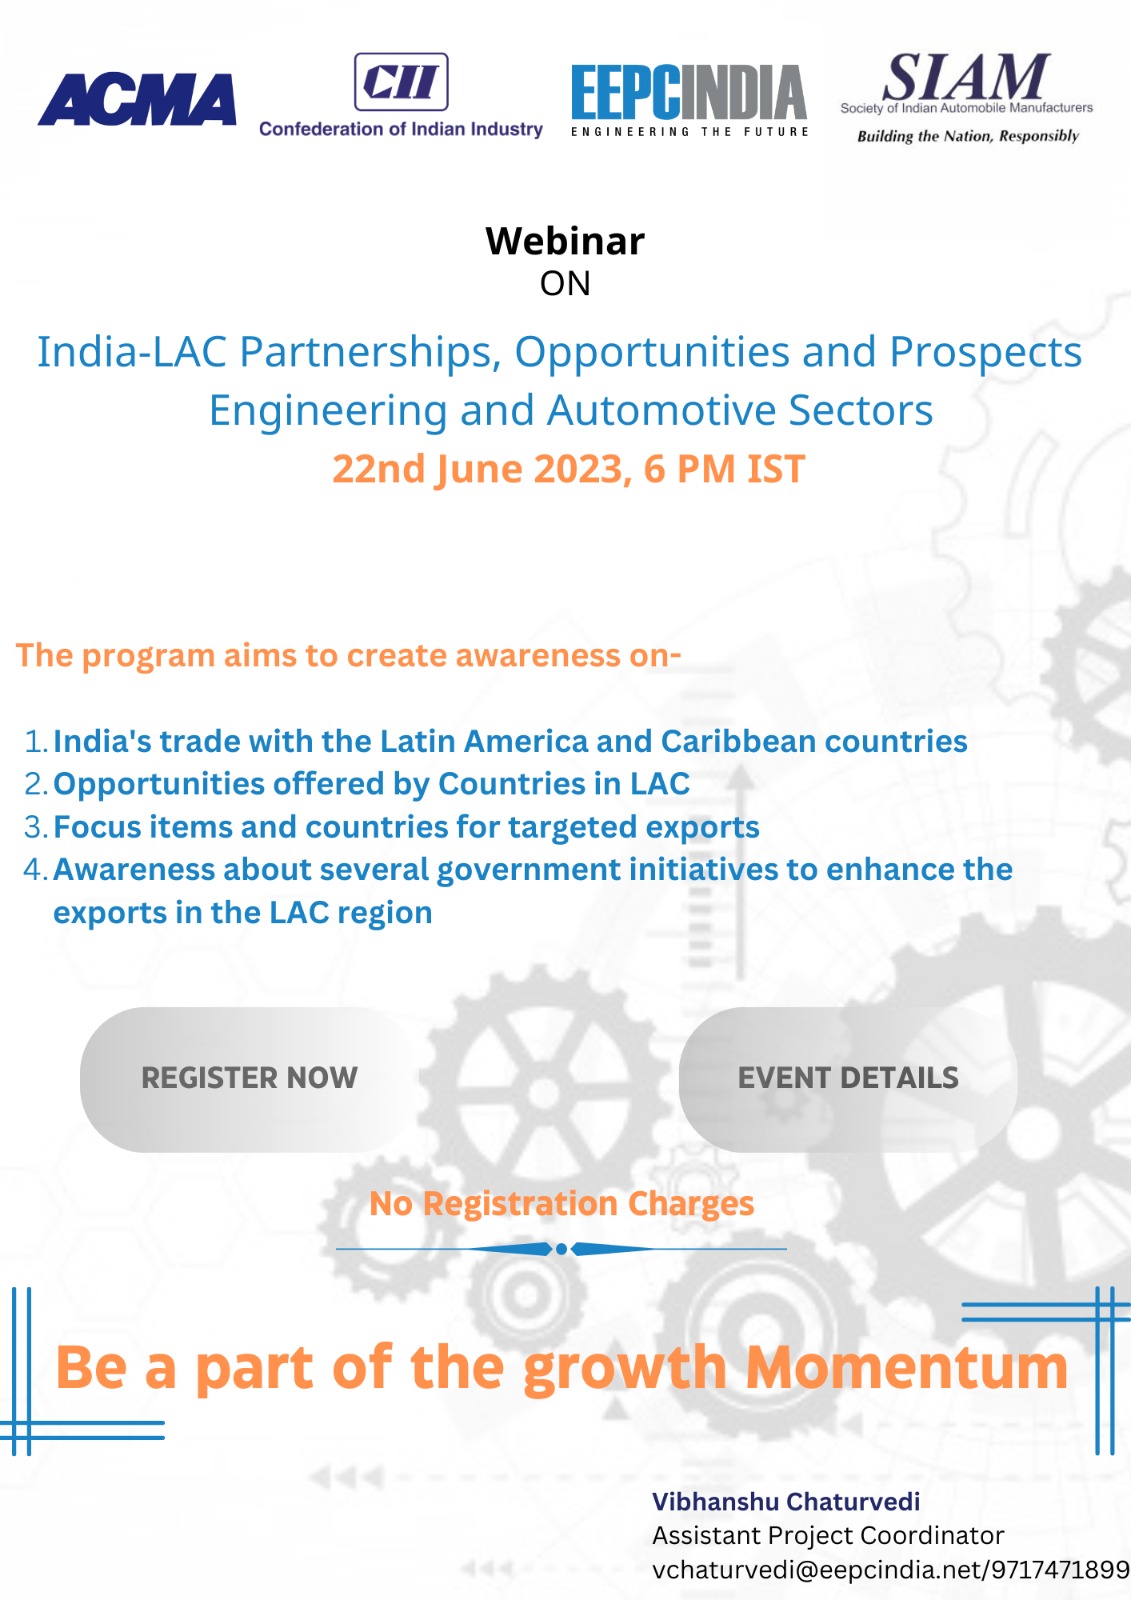 ACMA
CII
Confederation of Indian Industry
EEPCINDIA
ENGINEERING THE FUTURE
SIAM
Society of Indian Automobile Manufacturers
Building the Nation, Responsibly
Webinar
ON
India-LAC Partnerships, Opportunities and Prospects
Engineering and Automotive Sectors
22nd June 2023, 6 PM IST
The program aims to create awareness on-
1. India's trade with the Latin America and Caribbean countries
2. Opportunities offered by Countries in LAC
3. Focus items and countries for targeted exports
4. Awareness about several government initiatives to enhance the
exports in the LAC region
REGISTER NOW
EVENT DETAILS
No Registration Charges
Be a part of the growth Momentum
Vibhanshu Chaturvedi
Assistant Project Coordinator
vchaturvedi@eepcindia.net/9717471899